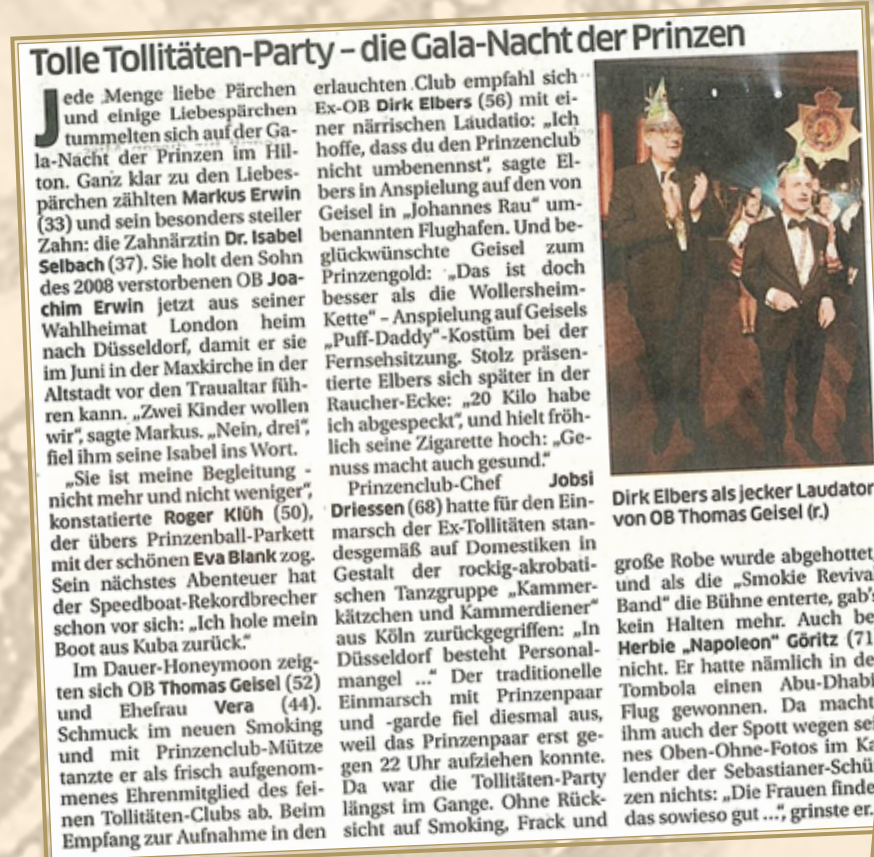 Tolle Tollitäten-Party – die Gala-Nacht der Prinzen
Jede Menge liebe Pärchen
und einige Liebespärchen
tummelten sich auf der Ga-
la-Nacht der Prinzen im Hil-
ton. Ganz klar zu den Liebes-
pärchen zählten Markus Erwin
(33) und sein besonders steiler
Zahn: die Zahnärztin Dr. Isabel
Selbach (37). Sie holt den Sohn
des 2008 verstorbenen OB Joa-
chim Erwin jetzt aus seiner
Wahlheimat London heim
nach Düsseldorf, damit er sie
im Juni in der Maxkirche in der
Altstadt vor den Traualtar füh-
ren kann. „Zwei Kinder wollen
wir“, sagte Markus. „Nein, drei“,
fiel ihm seine Isabel ins Wort.
„Sie ist meine Begleitung -
nicht mehr und nicht weniger“,
konstatierte Roger Klüh (50),
der übers Prinzenball-Parkett
mit der schönen Eva Blank zog.
Sein nächstes Abenteuer hat
der Speedboat-Rekordbrecher
schon vor sich: „Ich hole mein
Boot aus Kuba zurück.“
Im Dauer-Honeymoon zeig-
ten sich OB Thomas Geisel (52)
und Ehefrau Vera (44).
Schmuck im neuen Smoking
und mit Prinzenclub-Mütze
tanzte er als frisch aufgenom-
menes Ehrenmitglied des fei-
nen Tollitäten-Clubs ab. Beim
Empfang zur Aufnahme in den
erlauchten Club empfahl sich
Ex-OB Dirk Elbers (56) mit ei-
ner närrischen Laudatio: „Ich
hoffe, dass du den Prinzenclub
nicht umbenennst“, sagte El-
bers in Anspielung auf den von
Geisel in „Johannes Rau“ um-
benannten Flughafen. Und be-
glückwünschte Geisel zum
Prinzengold: „Das ist doch
besser als die Wollersheim-
Kette“ – Anspielung auf Geisels
„Puff-Daddy“-Kostüm bei der
Fernsehsitzung. Stolz präsen-
tierte Elbers sich später in der
Raucher-Ecke: „20 Kilo habe
ich abgespeckt“, und hielt fröh-
lich seine Zigarette hoch: „Ge-
nuss macht auch gesund.“
Prinzenclub-Chef Jobsi
Driessen (68) hatte für den Ein-
marsch der Ex-Tollitäten stan-
desgemäß auf Domestiken in
Gestalt der rockig-akrobati-
schen Tanzgruppe „Kammer-
kätzchen und Kammerdiener“
aus Köln zurückgegriffen: „In
Düsseldorf besteht Personal-
mangel ...“ Der traditionelle
Einmarsch mit Prinzenpaar
und -garde fiel diesmal aus,
weil das Prinzenpaar erst ge-
gen 22 Uhr aufziehen konnte.
Da war die Tollitäten-Party
längst im Gange. Ohne Rück-
sicht auf Smoking, Frack und
Dirk Elbers als jecker Laudator
von OB Thomas Geisel (r.)
große Robe wurde abgehottet,
und als die „Smokie Reviva
Band“ die Bühne enterte, gab's
kein Halten mehr. Auch be
Herbie „Napoleon“ Göritz (71
nicht. Er hatte nämlich in de
Tombola einen Abu-Dhabi
Flug gewonnen. Da macht
ihm auch der Spott wegen sei
nes Oben-Ohne-Fotos im Ka
lender der Sebastianer-Schü
zen nichts: „Die Frauen finde
das sowieso gut ...“, grinste er.